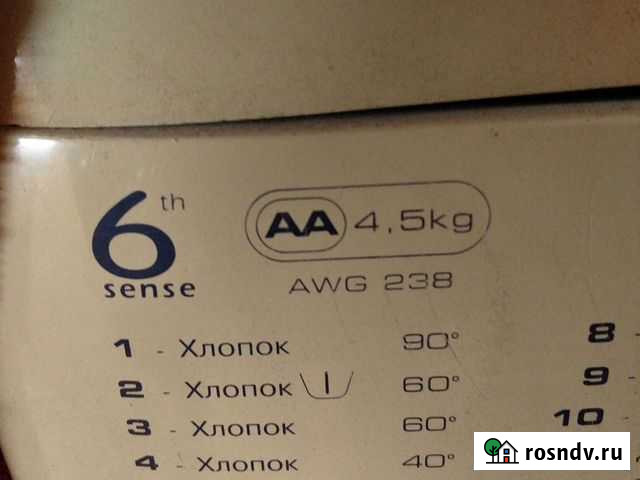 6th sense
AA 4,5kg
AWG 238
1 - Хлопок 90°
2 - Хлопок I 60°
3 - Хлопок 60°
4 - Хлопок 40°
8 -
9 -
10 -
rosndv.ru